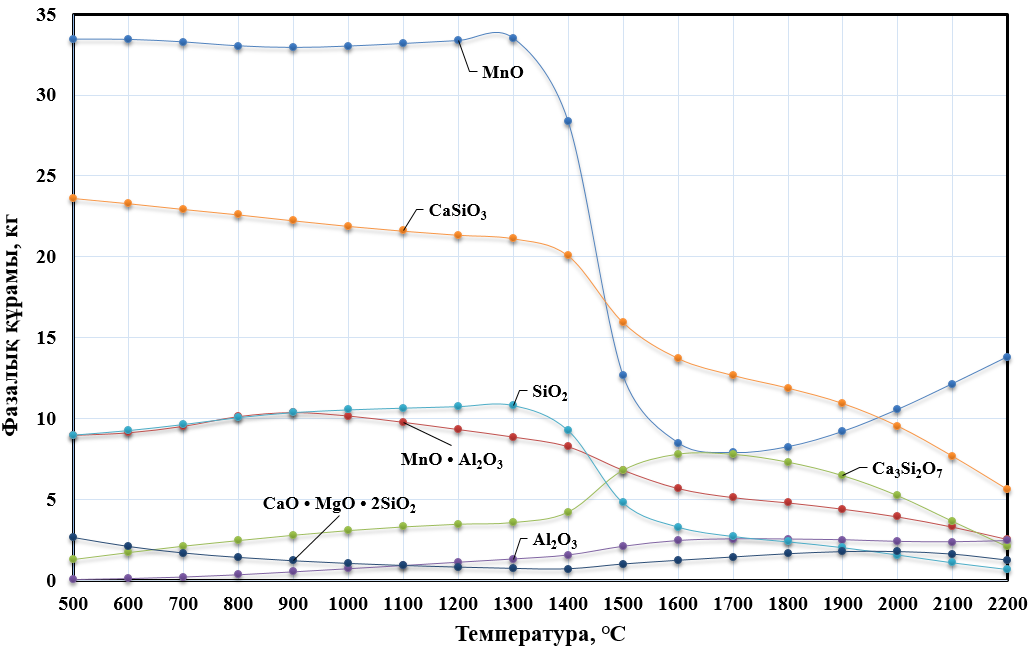 Фазалық құрамы, кг
35
30
25
20
15
10
5
0
MnO
CaSiO₃
SiO₂
MnO • Al₂O₃
Ca₃Si₂O₇
CaO • MgO • 2SiO₂
Al₂O₃
500 600 700 800 900 1000 1100 1200 1300 1400 1500 1600 1700 1800 1900 2000 2100 2200
Температура, °C